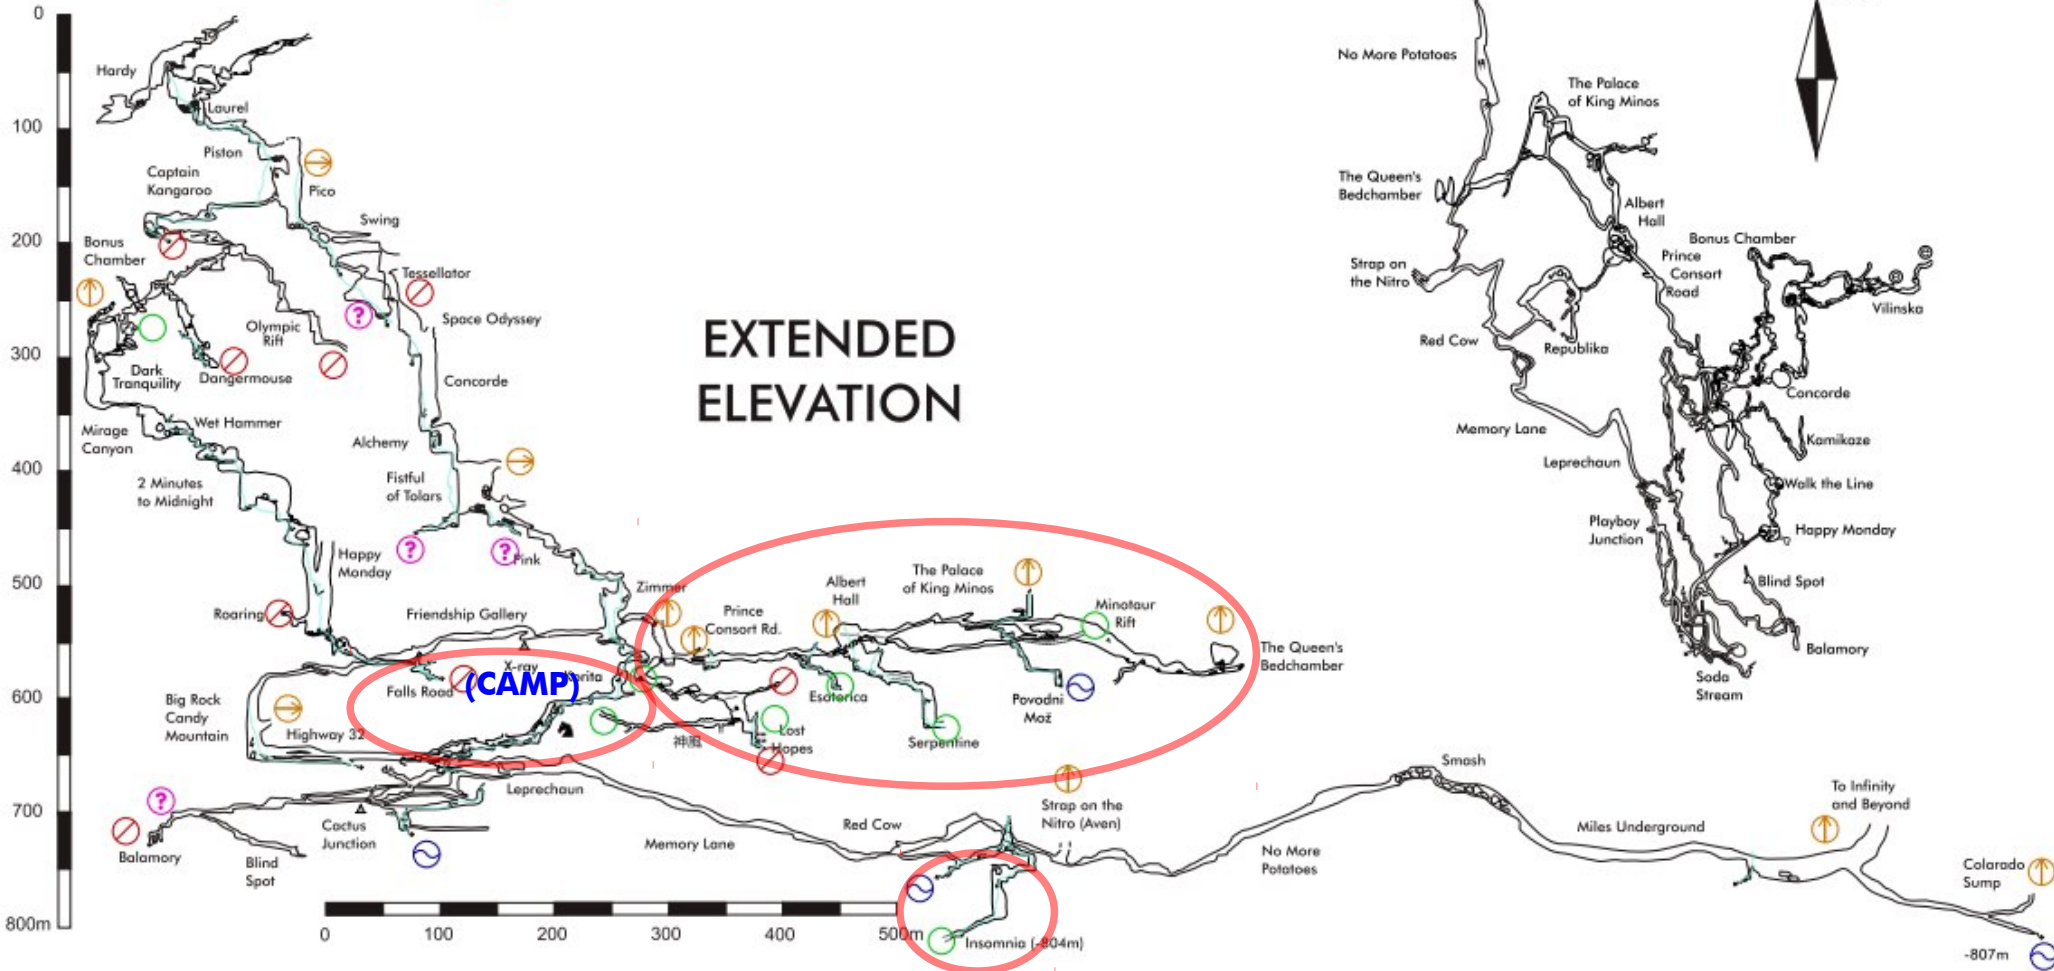 0
100
200
300
400
500
600
700
800m
Hardy
Laurel
Piston
Captain
Kangaroo
Pico
Swing
Bonus
Chamber
Tessellator
?
Space Odyssey
Olympic
Rift
Dark
Tranquility
Dangermouse
Concorde
Mirage
Canyon
Wet Hammer
Alchemy
2 Minutes
to Midnight
Fistful
of Tolars
?
?
Pink
Happy
Monday
Roaring
Friendship Gallery
Zimmer
Prince
Consort Rd.
Albert
Hall
The Palace
of King Minos
Minotaur
Rift
The Queen's
Bedchamber
X-ray
(CAMP)
Falls Road
Big Rock
Candy
Mountain
Highway 32
Esoterica
Povodni
Mož
Serpentine
Lost
Hopes
神風
Leprechaun
?
Balamory
Blind
Spot
Cactus
Junction
Memory Lane
Red Cow
Strap on the
Nitro (Aven)
No More
Potatoes
Smash
Miles Underground
To Infinity
and Beyond
Colarado
Sump
-807m
Insomnia (-804m)
0
100
200
300
400
500m
EXTENDED
ELEVATION
No More Potatoes
The Palace
of King Minos
The Queen's
Bedchamber
Albert
Hall
Strap on
the Nitro
Prince
Consort
Road
Bonus Chamber
Vilinska
Red Cow
Republika
Concorde
Memory Lane
Kamikaze
Leprechaun
Walk the Line
Playboy
Junction
Happy Monday
Blind Spot
Balamory
Soda
Stream